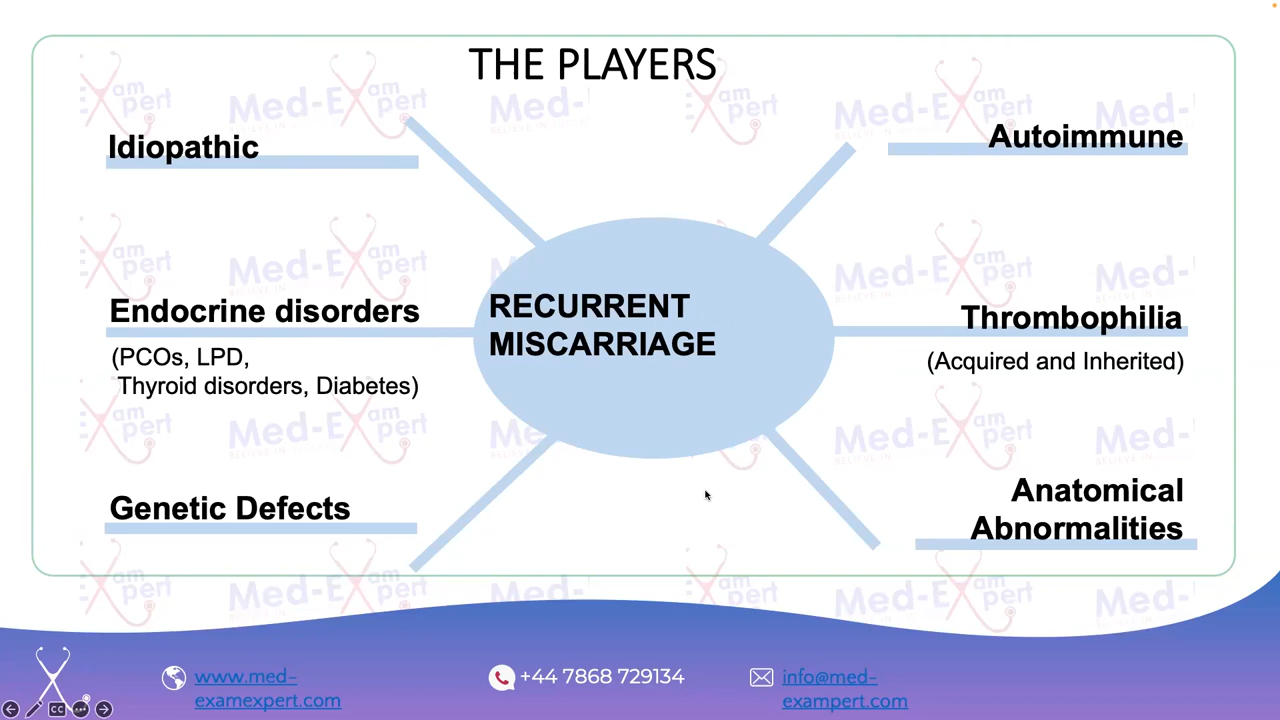 THE PLAYERS
Idiopathic
Autoimmune
Endocrine disorders
(PCOs, LPD,
Thyroid disorders, Diabetes)
RECURRENT
MISCARRIAGE
Thrombophilia
(Acquired and Inherited)
Genetic Defects
Anatomical
Abnormalities
www.med-
examexpert.com
+44 7868 729134
info@med-
exampert.com
CC